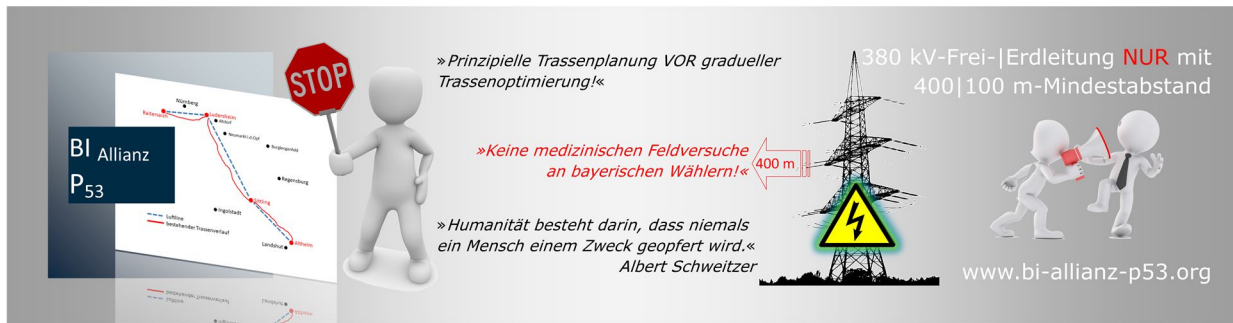 BI Allianz
P53
Nürnberg
Raitersaich
Ludersheim
Altdorf
Neumarkt i.d.Opf
Burglengenfeld
Regensburg
Sittling
Ingolstadt
Altheim
Landshut
Luftline
bestehender Trassenverlauf
STOP
»Prinzipielle Trassenplanung VOR gradueller
Trassenoptimierung!«
»Keine medizinischen Feldversuche
an bayerischen Wählern!«
400 m
»Humanität besteht darin, dass niemals
ein Mensch einem Zweck geopfert wird.«
Albert Schweitzer
380 kV-Frei-|Erdleitung NUR mit
400|100 m-Mindestabstand
www.bi-allianz-p53.org